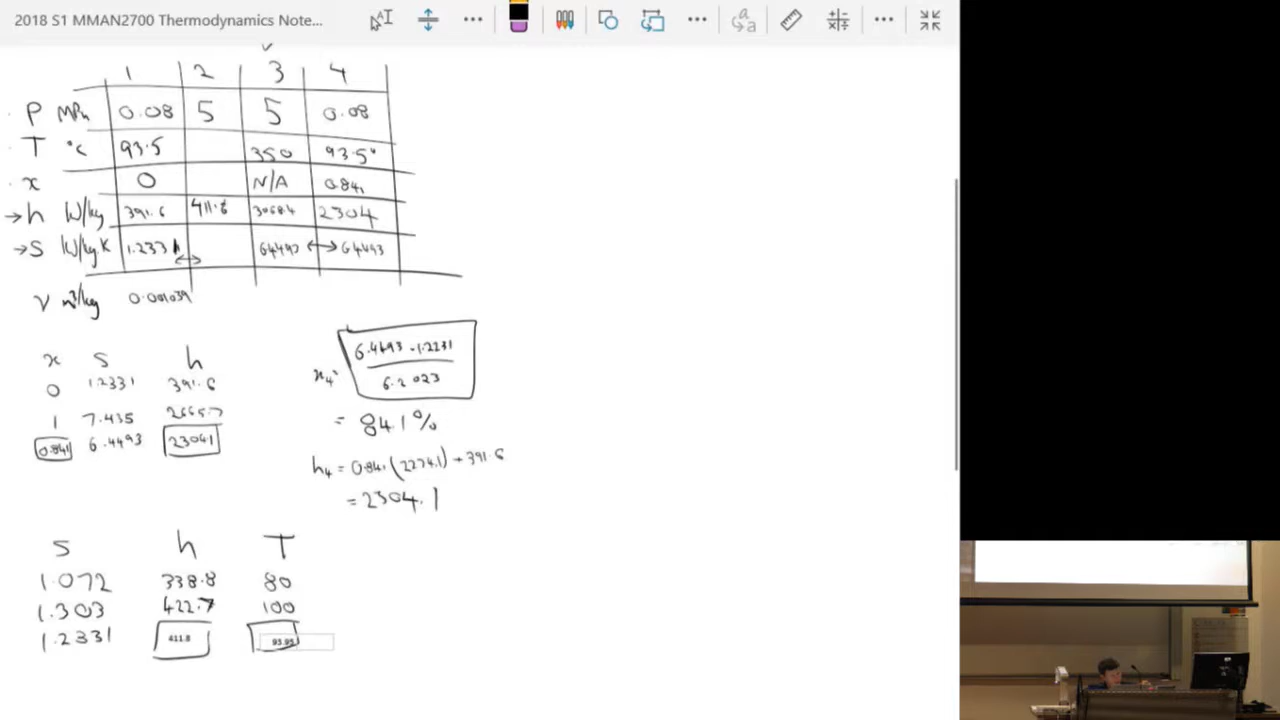 2018 S1 MMAN2700 Thermodynamics Note...
1 2 3 4
P MPa 0.08 5 5 0.08
T °C 93.5 350 93.5°
x 0 N/A 0.841
→ h kJ/kg 391.6 411.8 3068.4 2304
→ S kJ/kg.K 1.2331 ↔ 6.4493 ↔ 6.4493
v m³/kg 0.001039
x s h
0 1.2331 391.6
1 7.435 2665.7
0.841 6.4493 2304.1
x₄ = 6.4493 - 1.2231
6.2023
= 84.1%
h₄ = 0.841 (2274.1) + 391.6
= 2304.1
S h T
1.072 338.8 80
1.303 422.7 100
1.2331 411.8 93.95